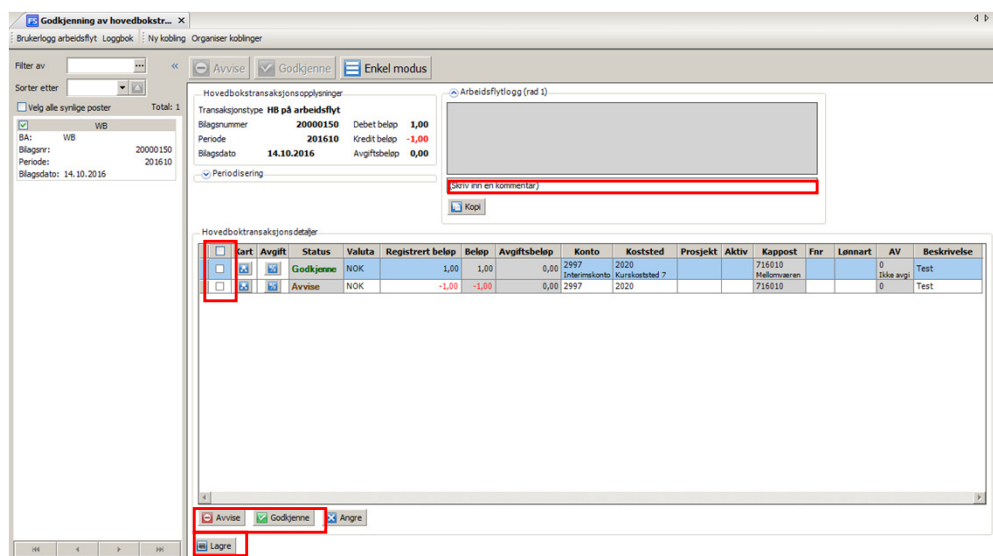 Godkjenning av hovedbokstr... X
Brukerlogg arbeidsflyt Loggbok Ny kobling Organiser koblinger
Filter av ... «
Sorter etter
Velg alle synlige poster Total: 1
WB
BA: WB
Bilagsnr: 20000150
Periode: 201610
Bilagsdato: 14.10.2016
Avvise Godkjenne Enkel modus
Hovedbokstransaksjonsopplysninger
Transaksjonstype HB på arbeidsflyt
Bilagsnummer 20000150 Debet beløp 1,00
Periode 201610 Kredit beløp -1,00
Bilagsdato 14.10.2016 Avgiftsbeløp 0,00
Periodisering
Arbeidsflytlogg (rad 1)
(Skriv inn en kommentar)
Kopi
Hovedboktransaksjonsdetaljer
Kart Avgift Status Valuta Registrert beløp Beløp Avgiftsbeløp Konto Koststed Prosjekt Aktiv Kappost Fnr Lønnart AV Beskrivelse
Godkjenne NOK 1,00 1,00 0,00 2997 2020 716010 0 Test
Interimskonto Kurskoststed 7 Mellomværen Ikke avgi
Avvise NOK -1,00 -1,00 0,00 2997 2020 716010 0 Test
Avvise Godkjenne Angre
Lagre